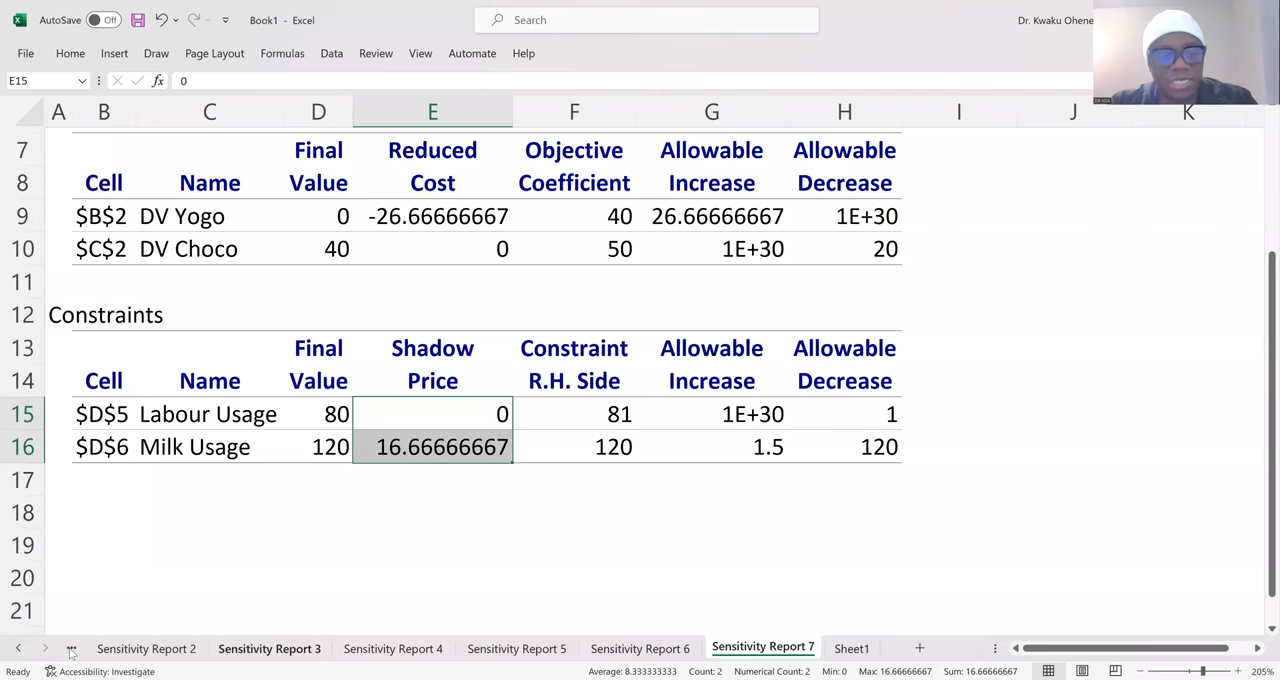 AutoSave Off Book1 - Excel Search Dr. Kwaku Ohene
File Home Insert Draw Page Layout Formulas Data Review View Automate Help
E15 fx 0
A B C D E F G H I J K
7 Final Reduced Objective Allowable Allowable
8 Cell Name Value Cost Coefficient Increase Decrease
9 $B$2 DV Yogo 0 -26.66666667 40 26.66666667 1E+30
10 $C$2 DV Choco 40 0 50 1E+30 20
11
12 Constraints
13 Final Shadow Constraint Allowable Allowable
14 Cell Name Value Price R.H. Side Increase Decrease
15 $D$5 Labour Usage 80 0 81 1E+30 1
16 $D$6 Milk Usage 120 16.66666667 120 1.5 120
17
18
19
20
21
... Sensitivity Report 2 Sensitivity Report 3 Sensitivity Report 4 Sensitivity Report 5 Sensitivity Report 6 Sensitivity Report 7 Sheet1
Ready Accessibility: Investigate Average: 8.333333333 Count: 2 Numerical Count: 2 Min: 0 Max: 16.66666667 Sum: 16.66666667 205%